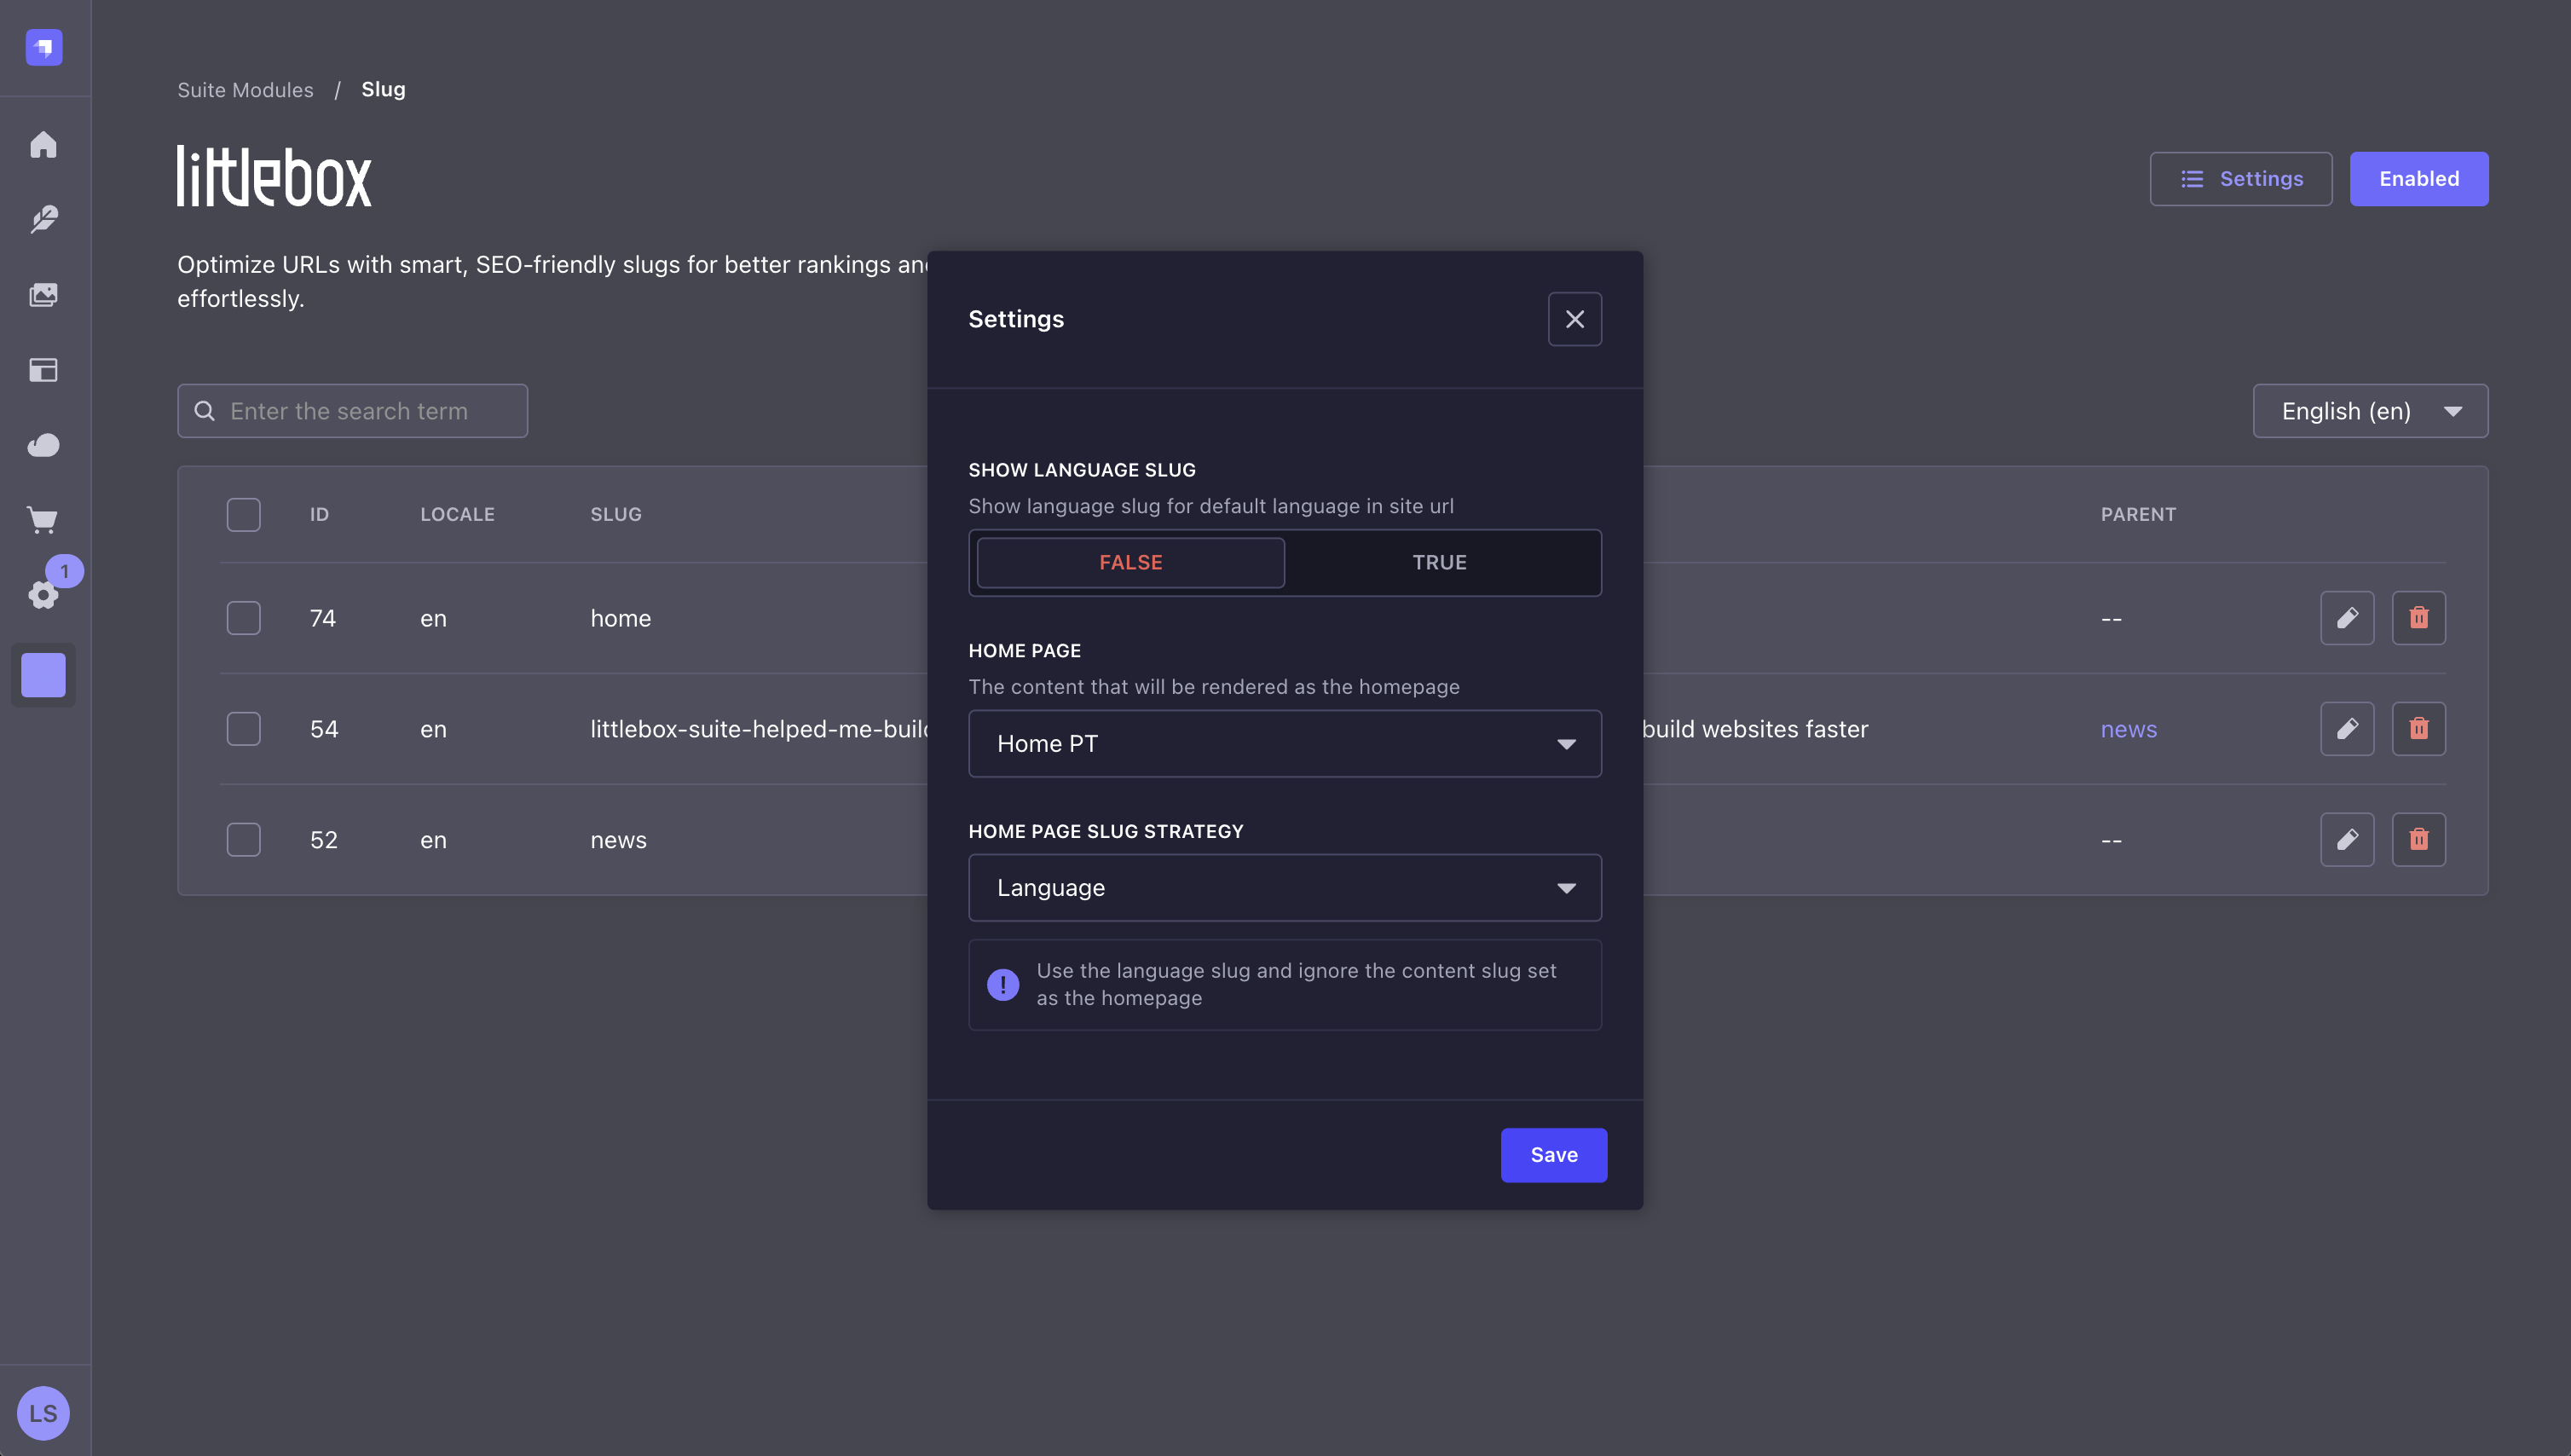 Suite Modules / Slug
littlebox
Settings
Enabled
Optimize URLs with smart, SEO-friendly slugs for better rankings an
effortlessly.
Enter the search term
English (en)
ID LOCALE SLUG PARENT
74 en home --
54 en littlebox-suite-helped-me-buil build websites faster news
52 en news --
1
LS
Settings
SHOW LANGUAGE SLUG
Show language slug for default language in site url
FALSE TRUE
HOME PAGE
The content that will be rendered as the homepage
Home PT
HOME PAGE SLUG STRATEGY
Language
Use the language slug and ignore the content slug set
as the homepage
Save